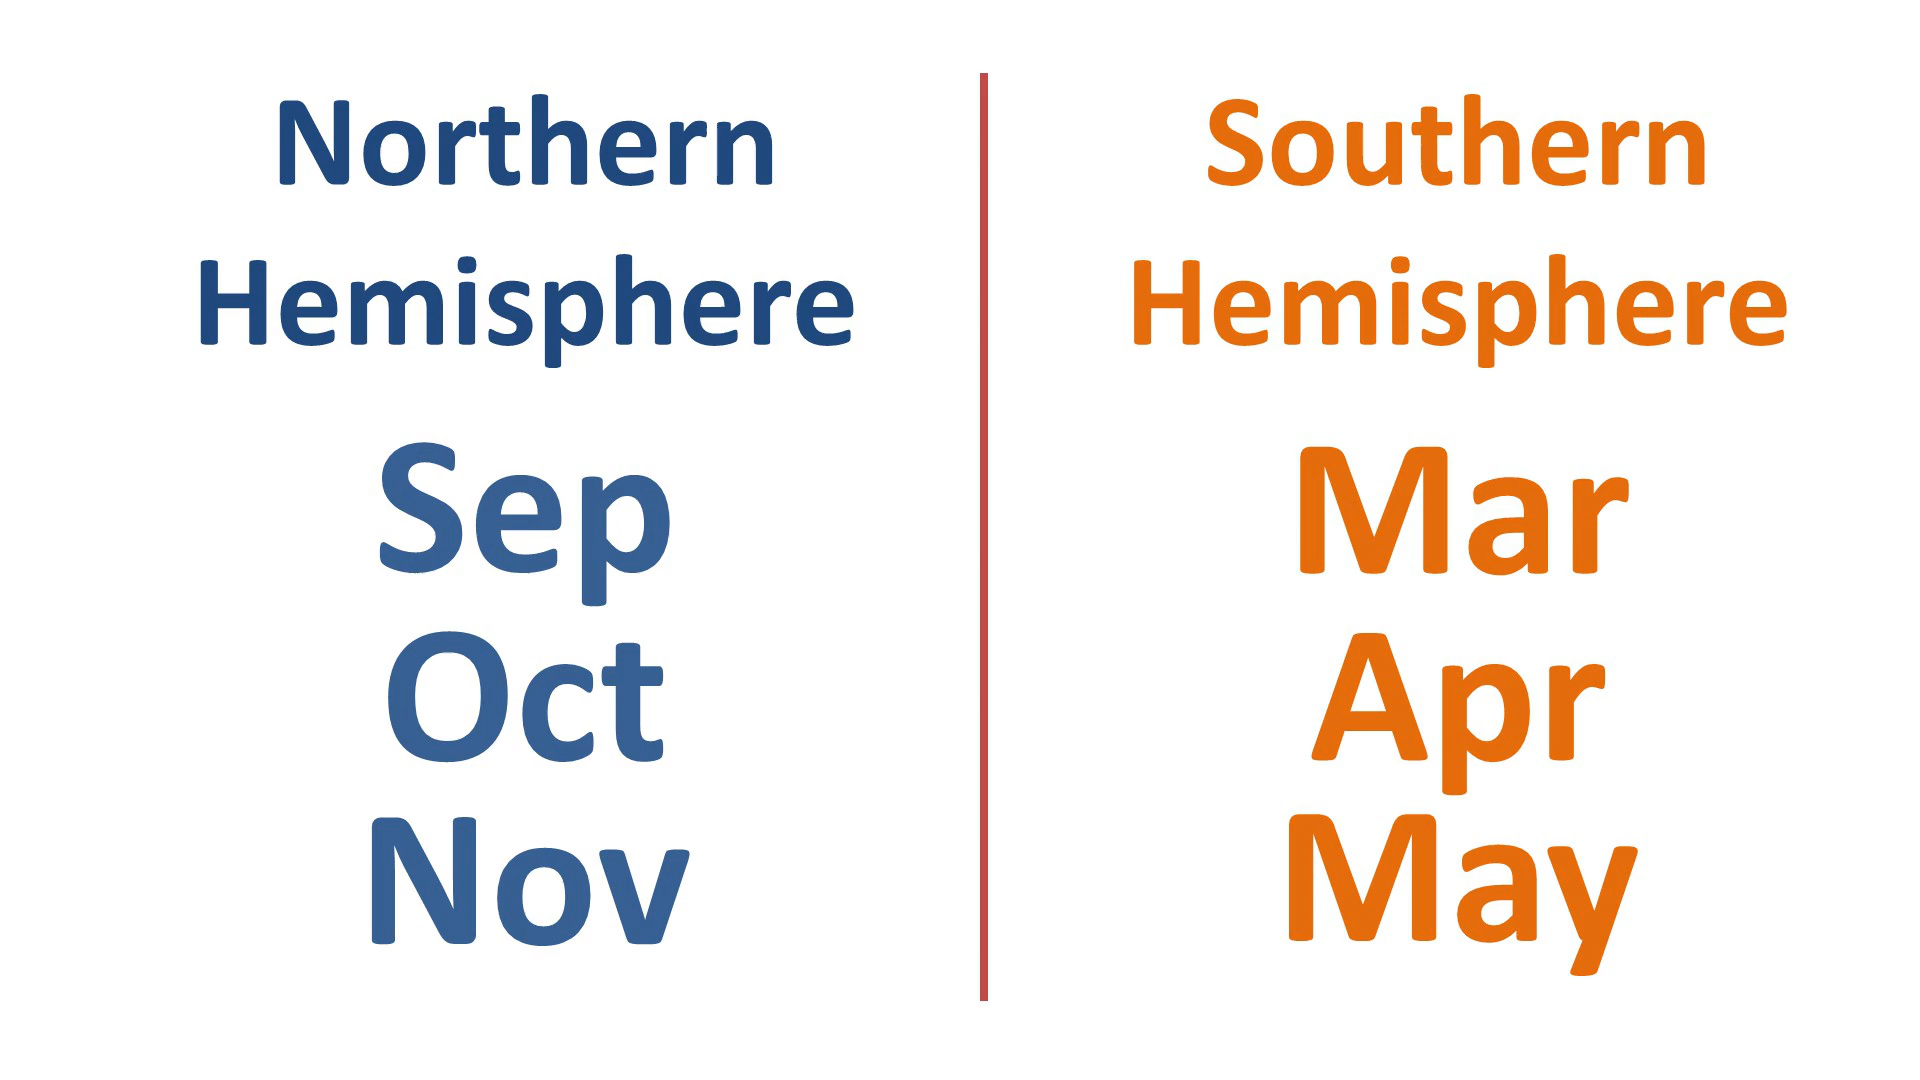 Northern
Hemisphere
Sep
Oct
Nov
Southern
Hemisphere
Mar
Apr
May